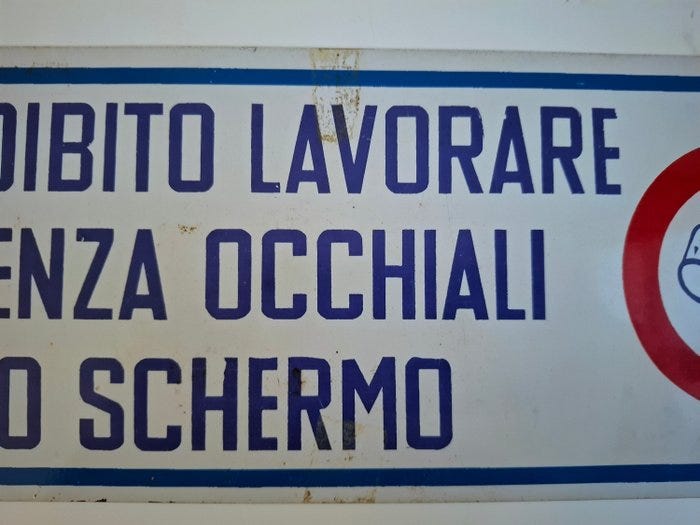 OIBITO LAVORARE
ENZA OCCHIALI
O SCHERMO